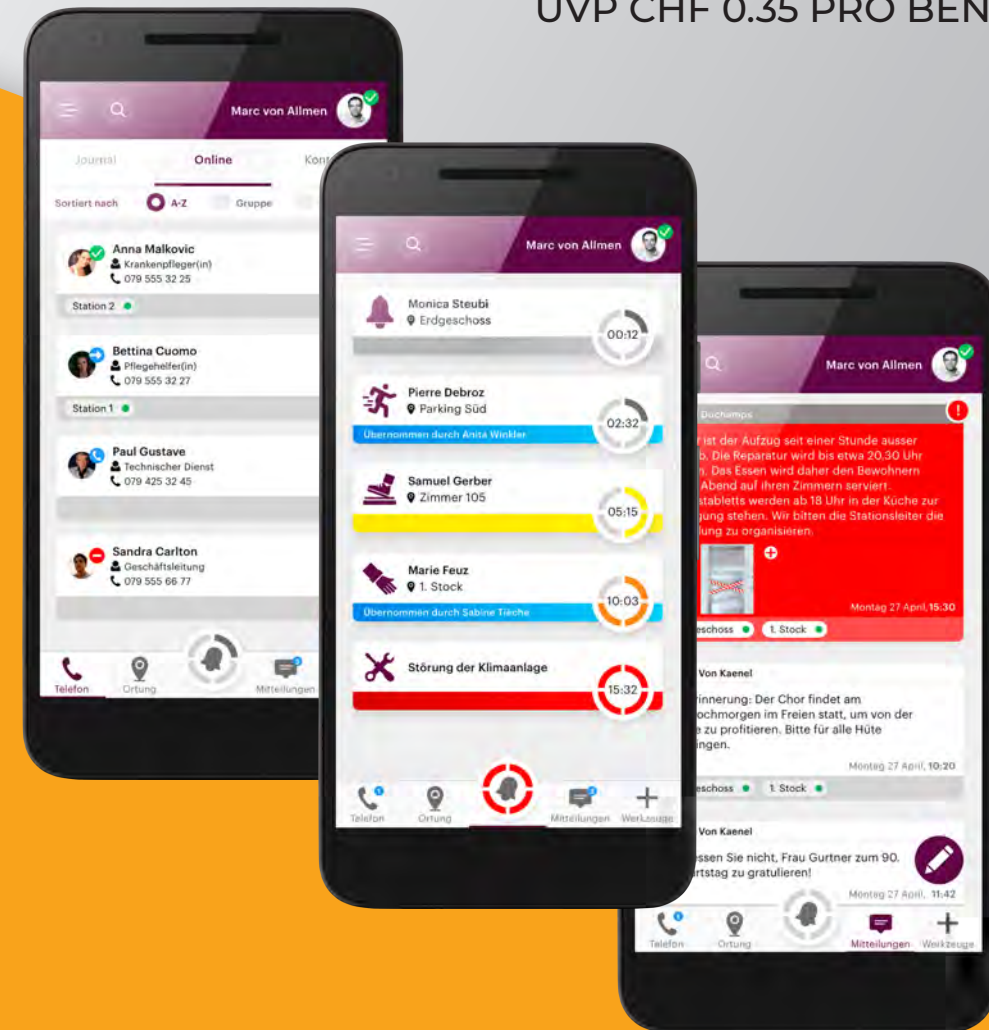 UVP CHF 0.35 PRO BEN
Marc von Allmen
Journal Online Kont
Sortiert nach A-Z Gruppe
Anna Malkovic
Krankenpfleger(in)
079 555 32 25
Station 2
Bettina Cuomo
Pflegehelfer(in)
079 555 32 27
Station 1
Paul Gustave
Technischer Dienst
079 425 32 45
Sandra Carlton
Geschäftsleitung
079 555 66 77
Telefon Ortung Mitteilungen
Marc von Allmen
Monica Steubi
Erdgeschoss
00:12
Pierre Debroz
Parking Süd
02:32
Übernommen durch Anita Winkler
Samuel Gerber
Zimmer 105
05:15
Marie Feuz
1. Stock
10:03
Übernommen durch Sabine Tièche
Störung der Klimaanlage
15:32
Telefon Ortung Mitteilungen Werkzeuge
Marc von Allmen
Duchamps
r ist der Aufzug seit einer Stunde ausser
b. Die Reparatur wird bis etwa 20.30 Uhr
n. Das Essen wird daher den Bewohnern
Abend auf ihren Zimmern serviert.
stabletts werden ab 18 Uhr in der Küche zur
gung stehen. Wir bitten die Stationsleiter die
lung zu organisieren.
Montag 27 April, 15:30
eschoss 1. Stock
Von Kaenel
rinnerung: Der Chor findet am
ochmorgen im Freien statt, um von der
e zu profitieren. Bitte für alle Hüte
ingen.
Montag 27 April, 10:20
eschoss 1. Stock
Von Kaenel
essen Sie nicht, Frau Gurtner zum 90.
rtstag zu gratulieren!
Montag 27 April, 11:42
Telefon Ortung Mitteilungen Werkzeuge